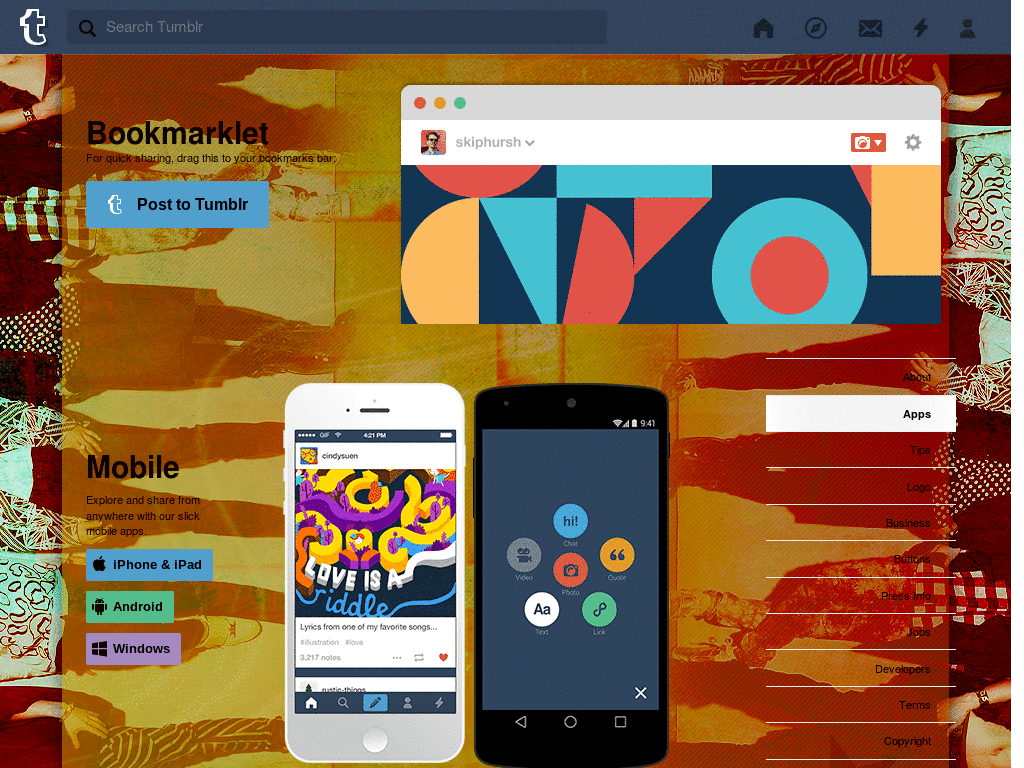 t
Search Tumblr
Bookmarklet
For quick sharing, drag this to your bookmarks bar:
t Post to Tumblr
skiphursh
About
Apps
Tips
Logo
Business
Buttons
Press Info
Jobs
Developers
Terms
Copyright
Mobile
Explore and share from
anywhere with our slick
mobile apps.
iPhone & iPad
Android
Windows
GIF 4:21 PM
cindysuen
LOVE IS A
riddle
Lyrics from one of my favorite songs...
#illustration #love
3,217 notes
rustic-things
9:41
hi!
Chat
Video
Photo
Quote
Aa
Text
Link